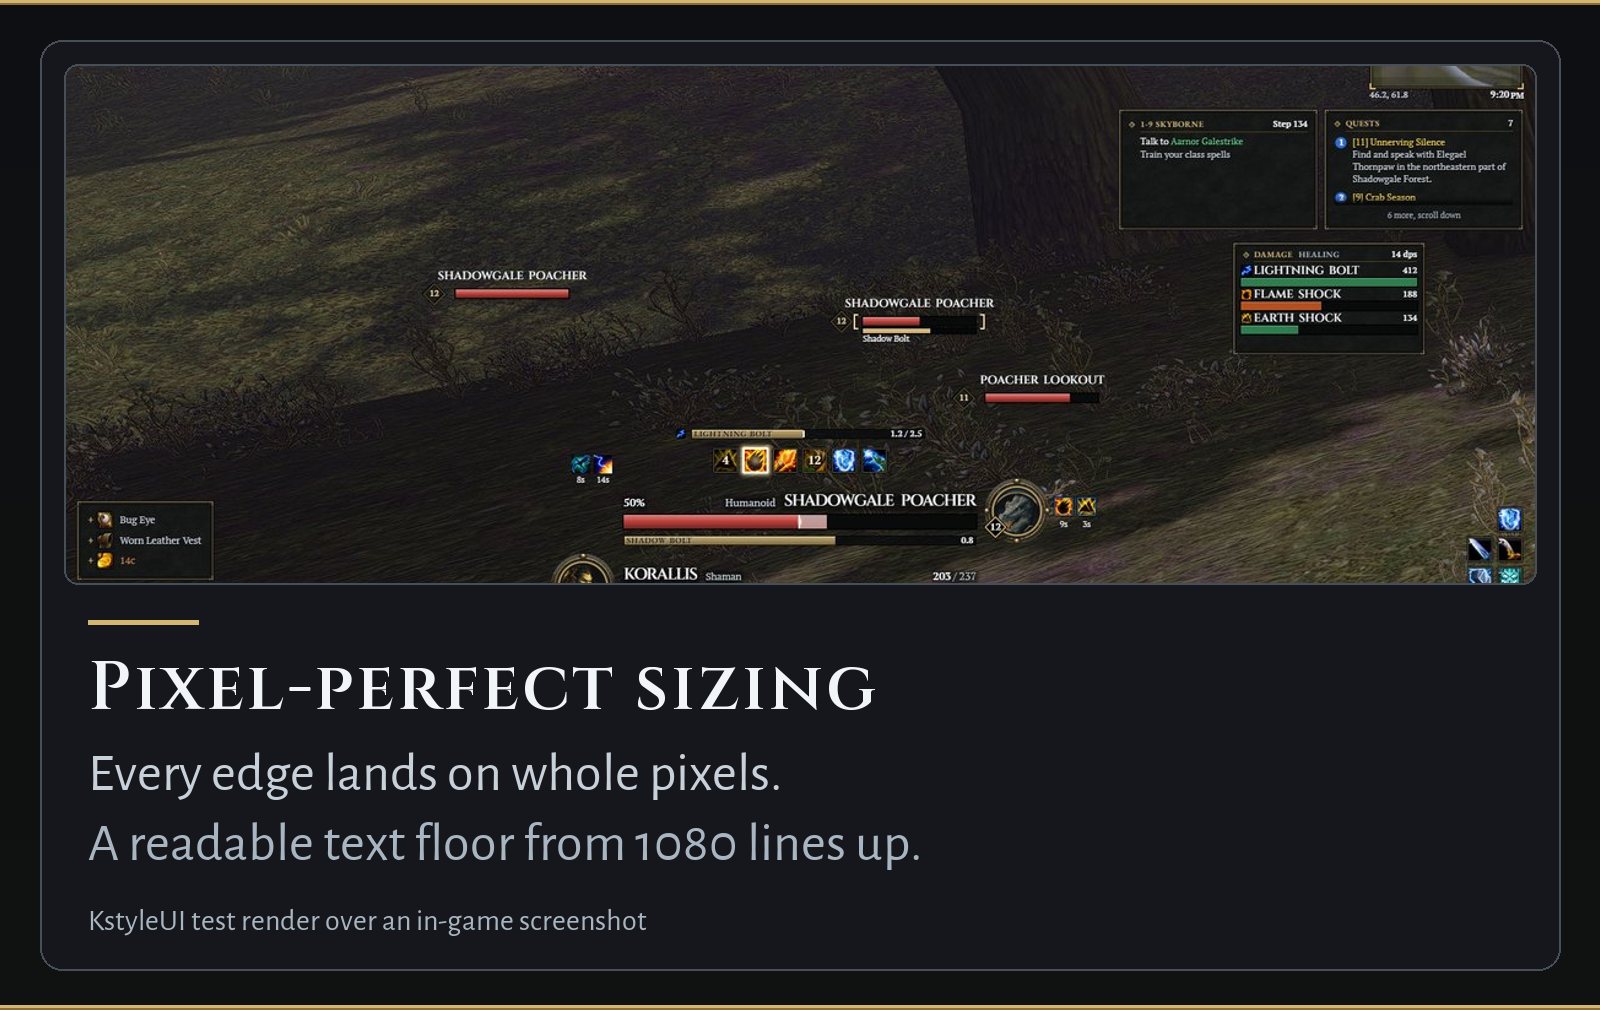 46.2, 61.8
9:20 PM
1-9 SKYBORNE
Step 134
Talk to Aarnor Galestrike
Train your class spells
QUESTS
7
1
[11] Unnerving Silence
Find and speak with Elegael
Thornpaw in the northeastern part of
Shadowgale Forest.
2
[9] Crab Season
6 more, scroll down
DAMAGE HEALING
14 dps
LIGHTNING BOLT
412
FLAME SHOCK
188
EARTH SHOCK
134
SHADOWGALE POACHER
12
SHADOWGALE POACHER
12
Shadow Bolt
POACHER LOOKOUT
11
LIGHTNING BOLT
1.2 / 2.5
4
12
8s
14s
50%
Humanoid SHADOWGALE POACHER
12
9s
3s
SHADOW BOLT
0.8
KORALLIS Shaman
203 / 237
+ Bug Eye
+ Worn Leather Vest
+ 14c
Pixel-perfect sizing
Every edge lands on whole pixels.
A readable text floor from 1080 lines up.
KstyleUI test render over an in-game screenshot